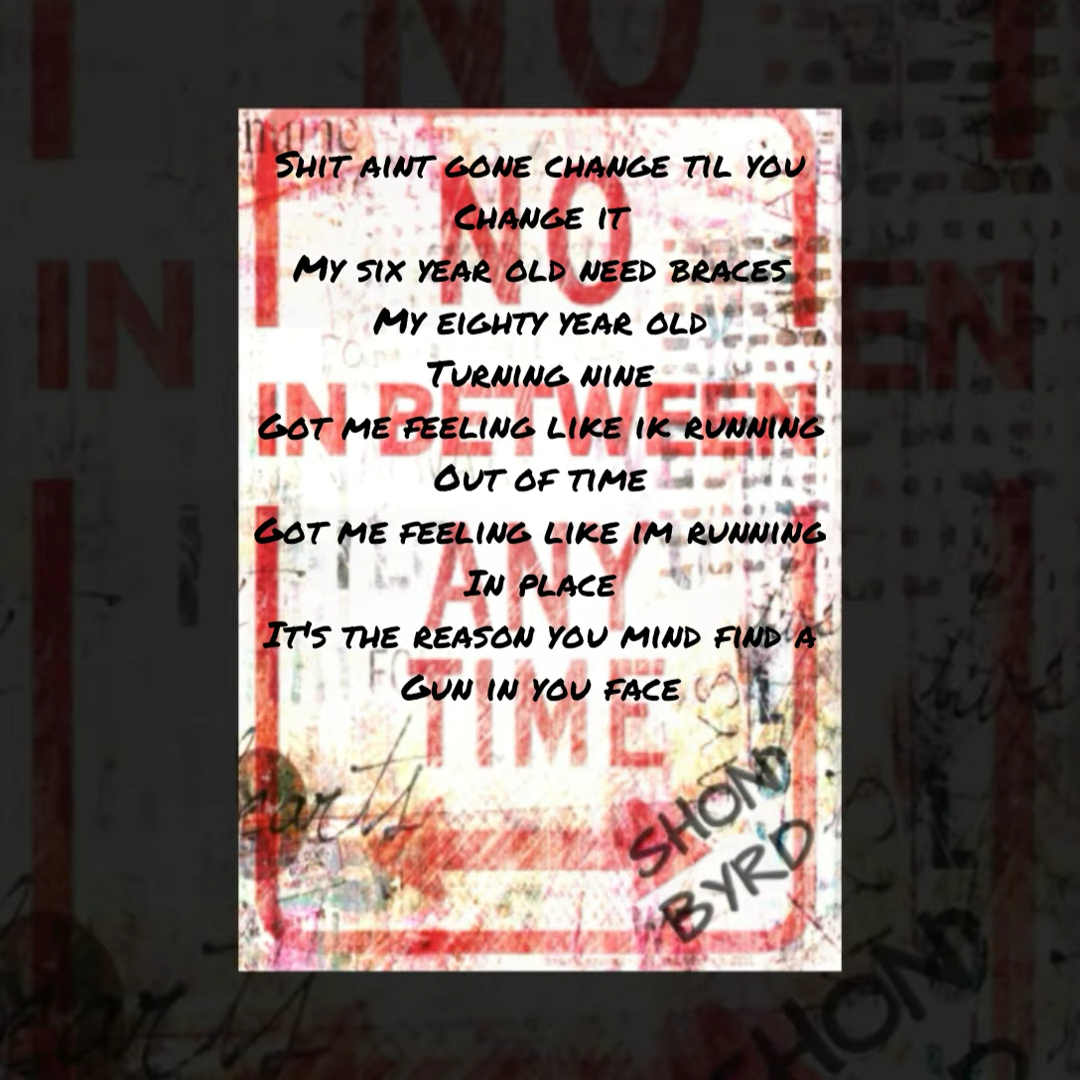 Shit aint gone change til you
Change it
My six year old need braces
My eighty year old
Turning nine
Got me feeling like ik running
Out of time
Got me feeling like im running
In place
It's the reason you mind find a
Gun in you face
NO
IN BETWEEN
ANY
TIME
hearts
SHOND
BYRD